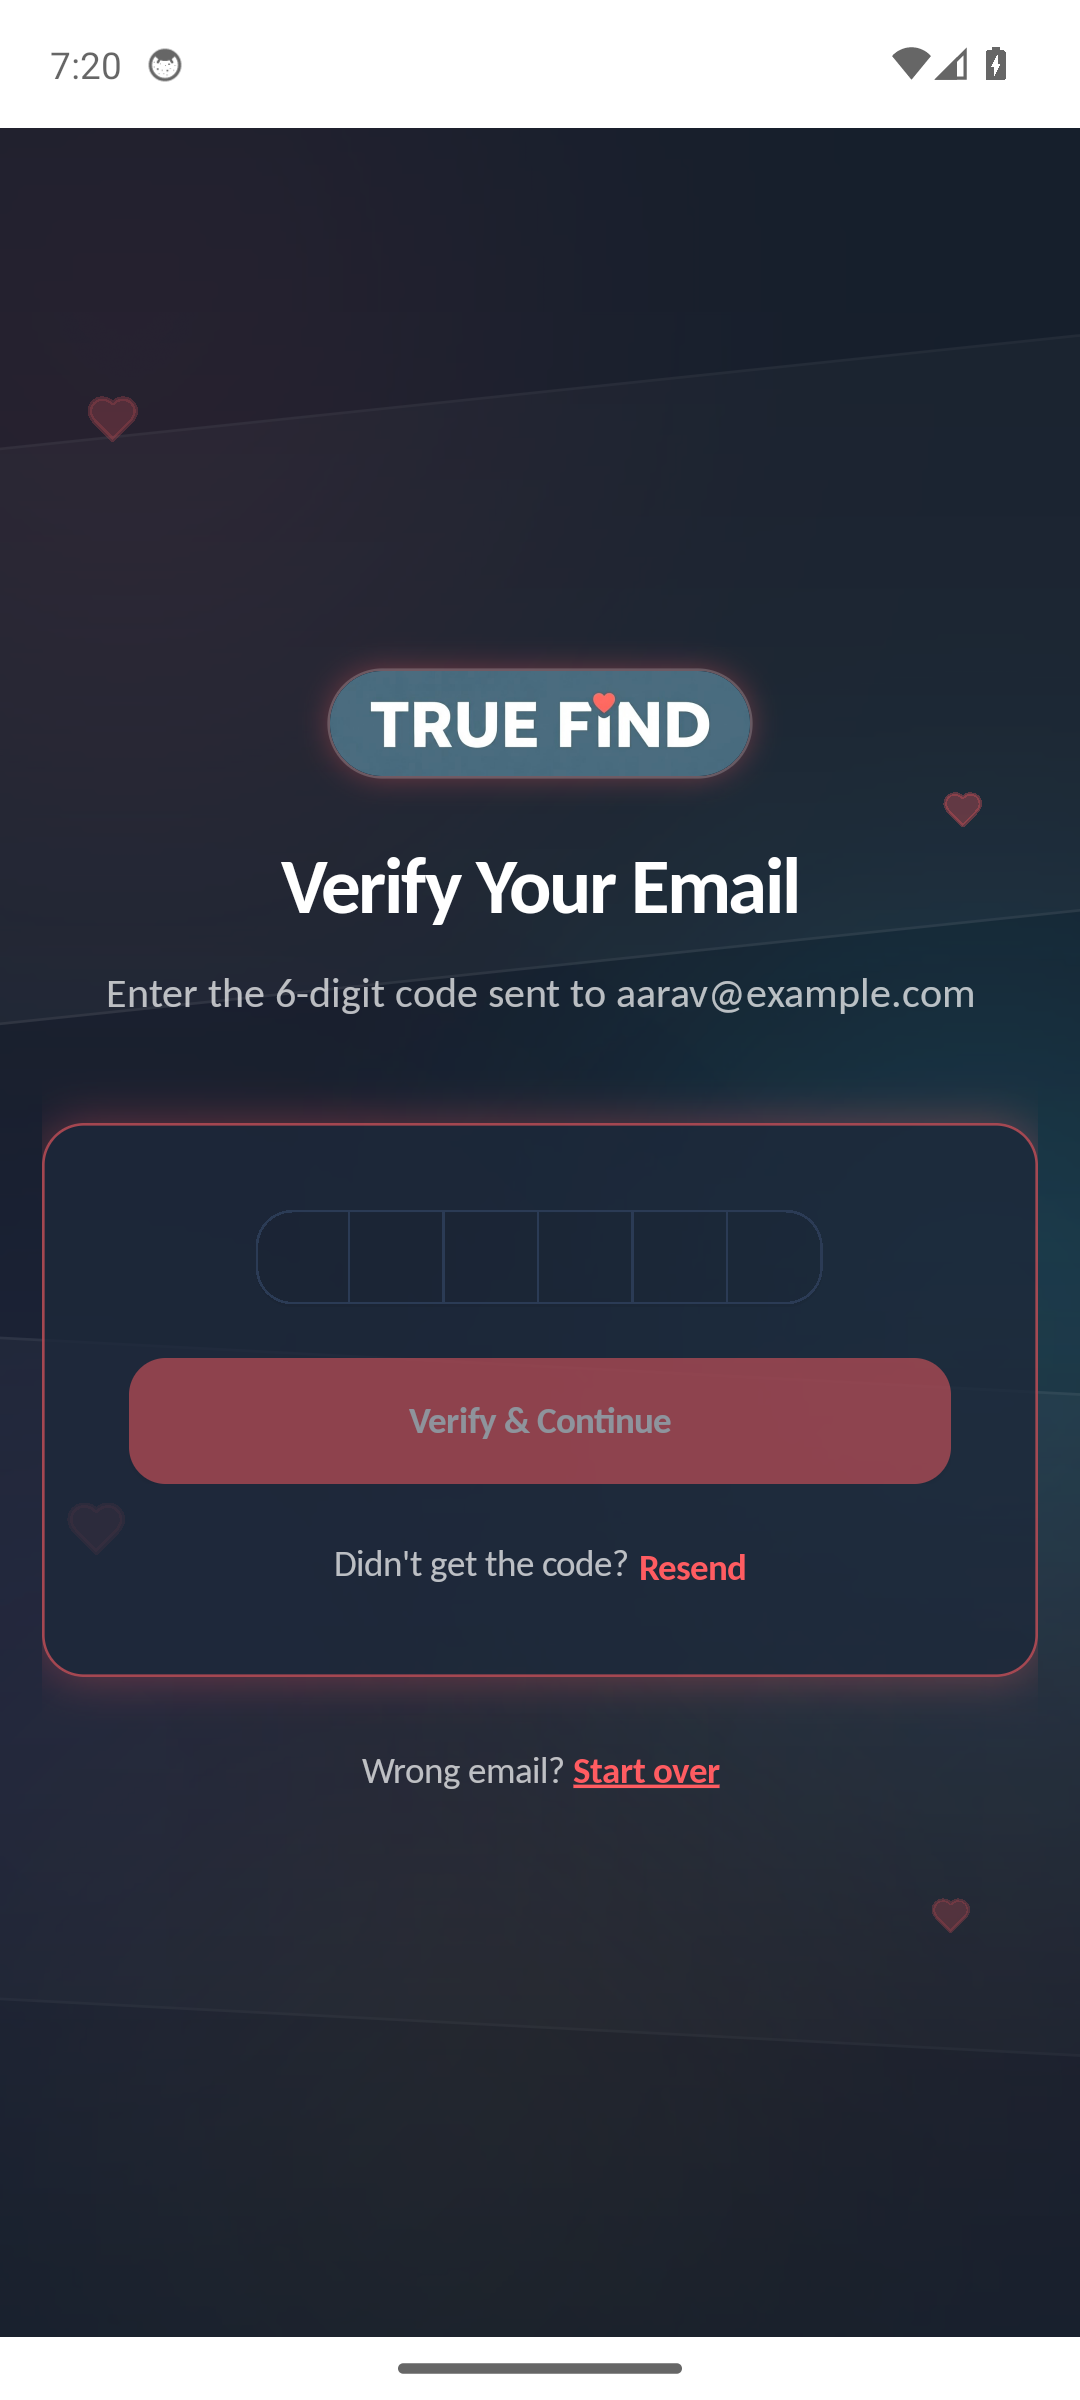 7:20
TRUE FiND
Verify Your Email
Enter the 6-digit code sent to aarav@example.com
Verify & Continue
Didn't get the code? Resend
Wrong email? Start over